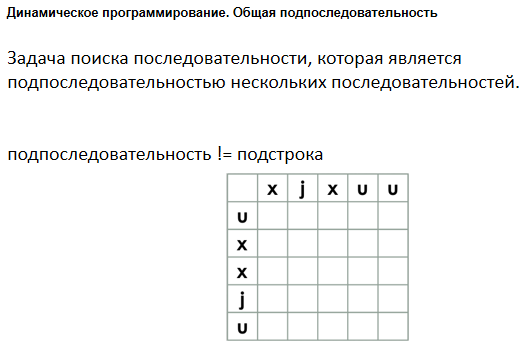 Динамическое программирование. Общая подпоследовательность
Задача поиска последовательности, которая является
подпоследовательностью нескольких последовательностей.
подпоследовательность != подстрока
x j x u u
u
x
x
j
u